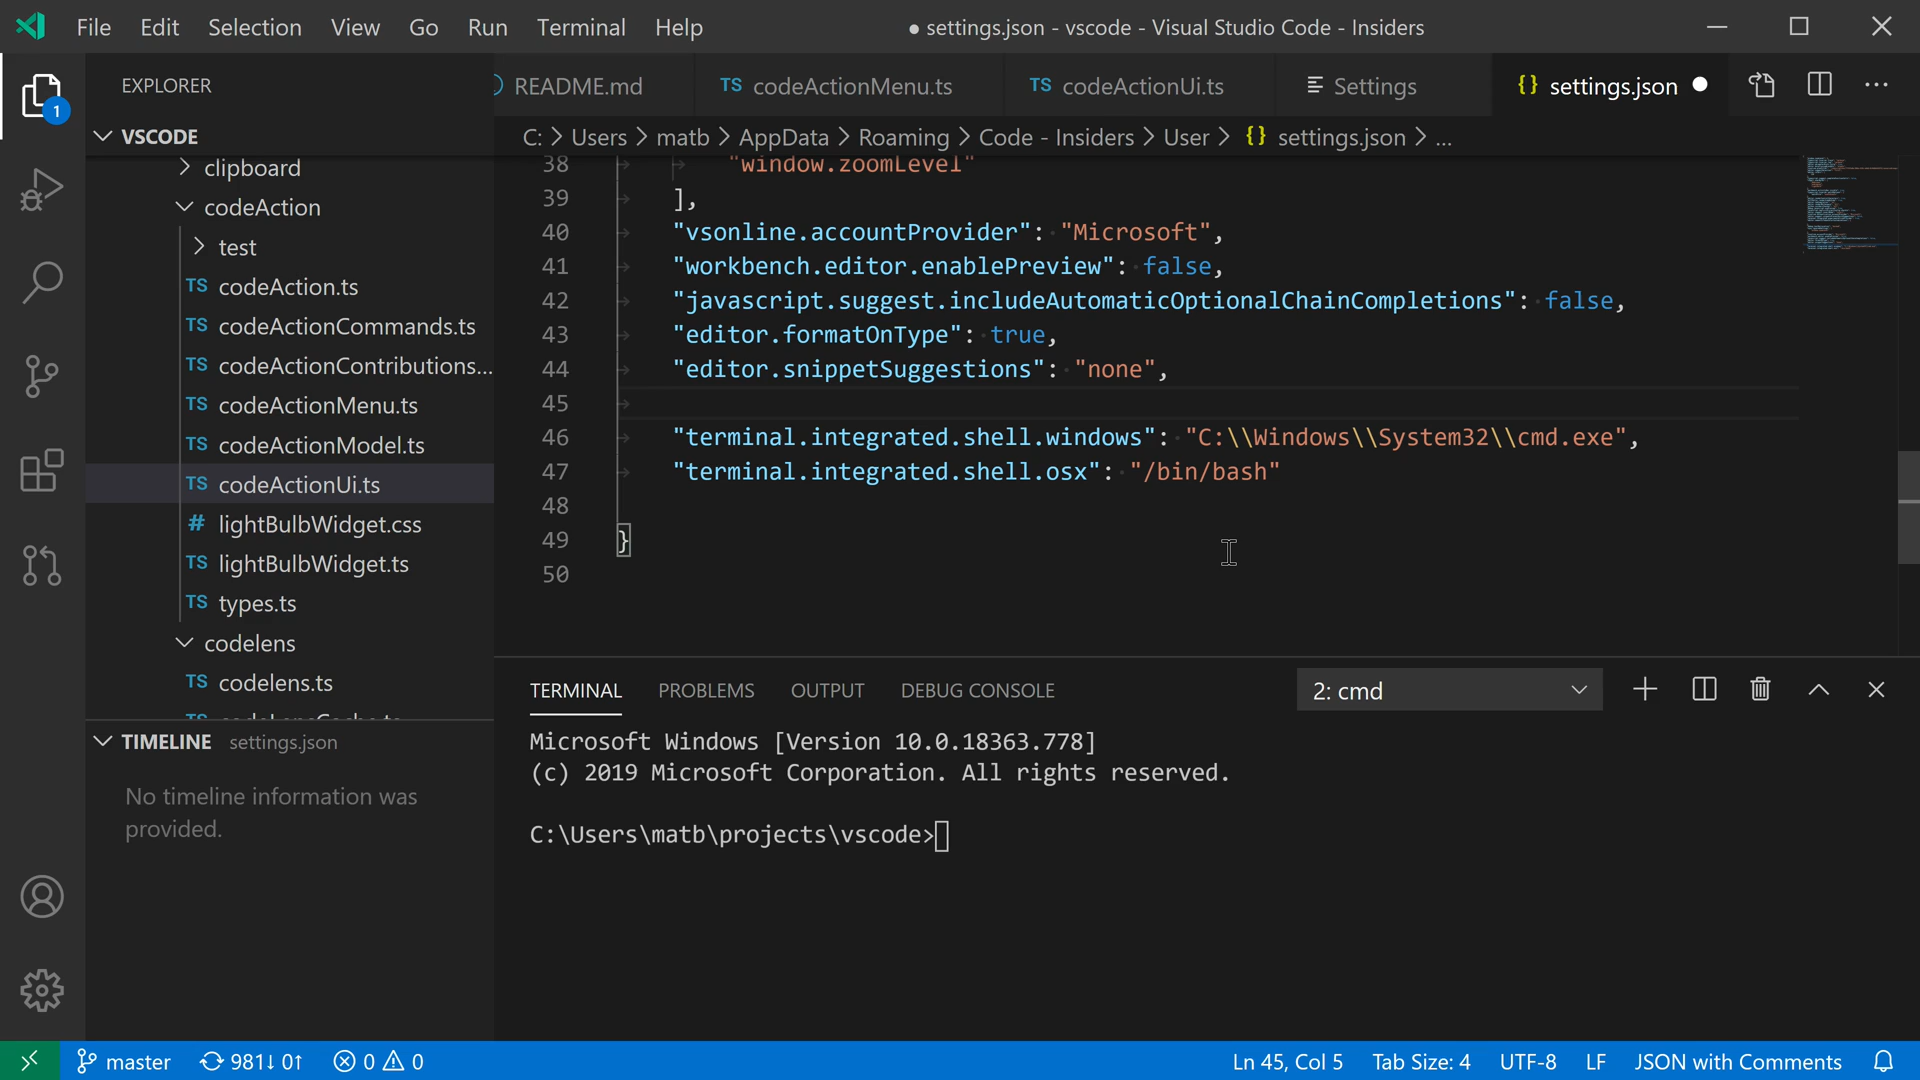 File Edit Selection View Go Run Terminal Help
● settings.json - vscode - Visual Studio Code - Insiders
1
EXPLORER
README.md
TS codeActionMenu.ts
TS codeActionUi.ts
Settings
{} settings.json
VSCODE
C: > Users > matb > AppData > Roaming > Code - Insiders > User > {} settings.json > ...
clipboard
codeAction
test
TS codeAction.ts
TS codeActionCommands.ts
TS codeActionContributions...
TS codeActionMenu.ts
TS codeActionModel.ts
TS codeActionUi.ts
# lightBulbWidget.css
TS lightBulbWidget.ts
TS types.ts
codelens
TS codelens.ts
TIMELINE settings.json
No timeline information was
provided.
38 "window.zoomLevel"
39 ],
40 "vsonline.accountProvider": "Microsoft",
41 "workbench.editor.enablePreview": false,
42 "javascript.suggest.includeAutomaticOptionalChainCompletions": false,
43 "editor.formatOnType": true,
44 "editor.snippetSuggestions": "none",
45
46 "terminal.integrated.shell.windows": "C:\\Windows\\System32\\cmd.exe",
47 "terminal.integrated.shell.osx": "/bin/bash"
48
49 }
50
TERMINAL PROBLEMS OUTPUT DEBUG CONSOLE
2: cmd
Microsoft Windows [Version 10.0.18363.778]
(c) 2019 Microsoft Corporation. All rights reserved.
C:\Users\matb\projects\vscode>
master 981↓ 0↑ 0 0
Ln 45, Col 5 Tab Size: 4 UTF-8 LF JSON with Comments